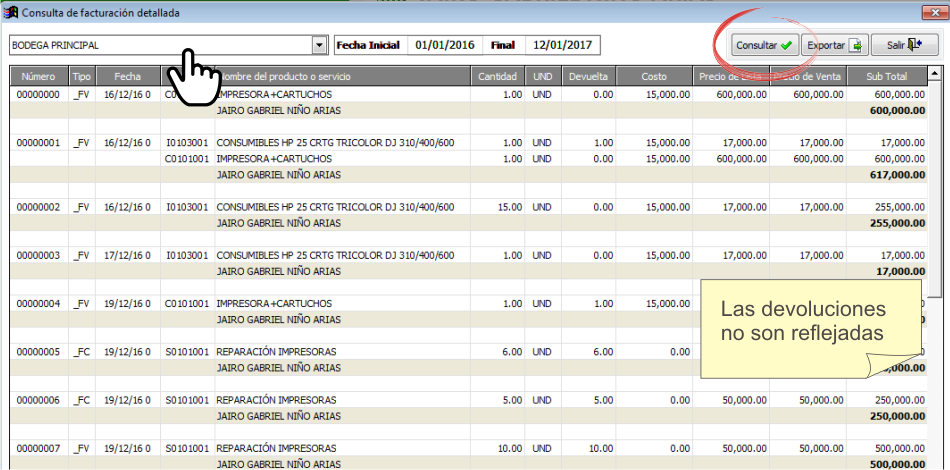 Consulta de facturación detallada
BODEGA PRINCIPAL Fecha Inicial 01/01/2016 Final 12/01/2017 Consultar Exportar Salir
Número Tipo Fecha Nombre del producto o servicio Cantidad UND Devuelta Costo Precio de Venta Sub Total
00000000 _FV 16/12/16 0 IMPRESORA+CARTUCHOS 1.00 UND 0.00 15,000.00 600,000.00 600,000.00 600,000.00
JAIRO GABRIEL NIÑO ARIAS 600,000.00
00000001 _FV 16/12/16 0 I0103001 CONSUMIBLES HP 25 CRTG TRICOLOR DJ 310/400/600 1.00 UND 1.00 15,000.00 17,000.00 17,000.00 17,000.00
C0101001 IMPRESORA+CARTUCHOS 1.00 UND 0.00 15,000.00 600,000.00 600,000.00 600,000.00
JAIRO GABRIEL NIÑO ARIAS 617,000.00
00000002 _FV 16/12/16 0 I0103001 CONSUMIBLES HP 25 CRTG TRICOLOR DJ 310/400/600 15.00 UND 0.00 15,000.00 17,000.00 17,000.00 255,000.00
JAIRO GABRIEL NIÑO ARIAS 255,000.00
00000003 _FV 17/12/16 0 I0103001 CONSUMIBLES HP 25 CRTG TRICOLOR DJ 310/400/600 1.00 UND 0.00 15,000.00 17,000.00 17,000.00 17,000.00
JAIRO GABRIEL NIÑO ARIAS 17,000.00
00000004 _FV 19/12/16 0 C0101001 IMPRESORA+CARTUCHOS 1.00 UND 1.00 15,000.00
JAIRO GABRIEL NIÑO ARIAS
00000005 _FC 19/12/16 0 S0101001 REPARACIÓN IMPRESORAS 6.00 UND 6.00 0.00
JAIRO GABRIEL NIÑO ARIAS
Las devoluciones
no son reflejadas
00000006 _FC 19/12/16 0 S0101001 REPARACIÓN IMPRESORAS 5.00 UND 5.00 0.00 50,000.00 50,000.00 250,000.00
JAIRO GABRIEL NIÑO ARIAS 250,000.00
00000007 _FV 19/12/16 0 S0101001 REPARACIÓN IMPRESORAS 10.00 UND 10.00 0.00 50,000.00 50,000.00 500,000.00
JAIRO GABRIEL NIÑO ARIAS 500,000.00